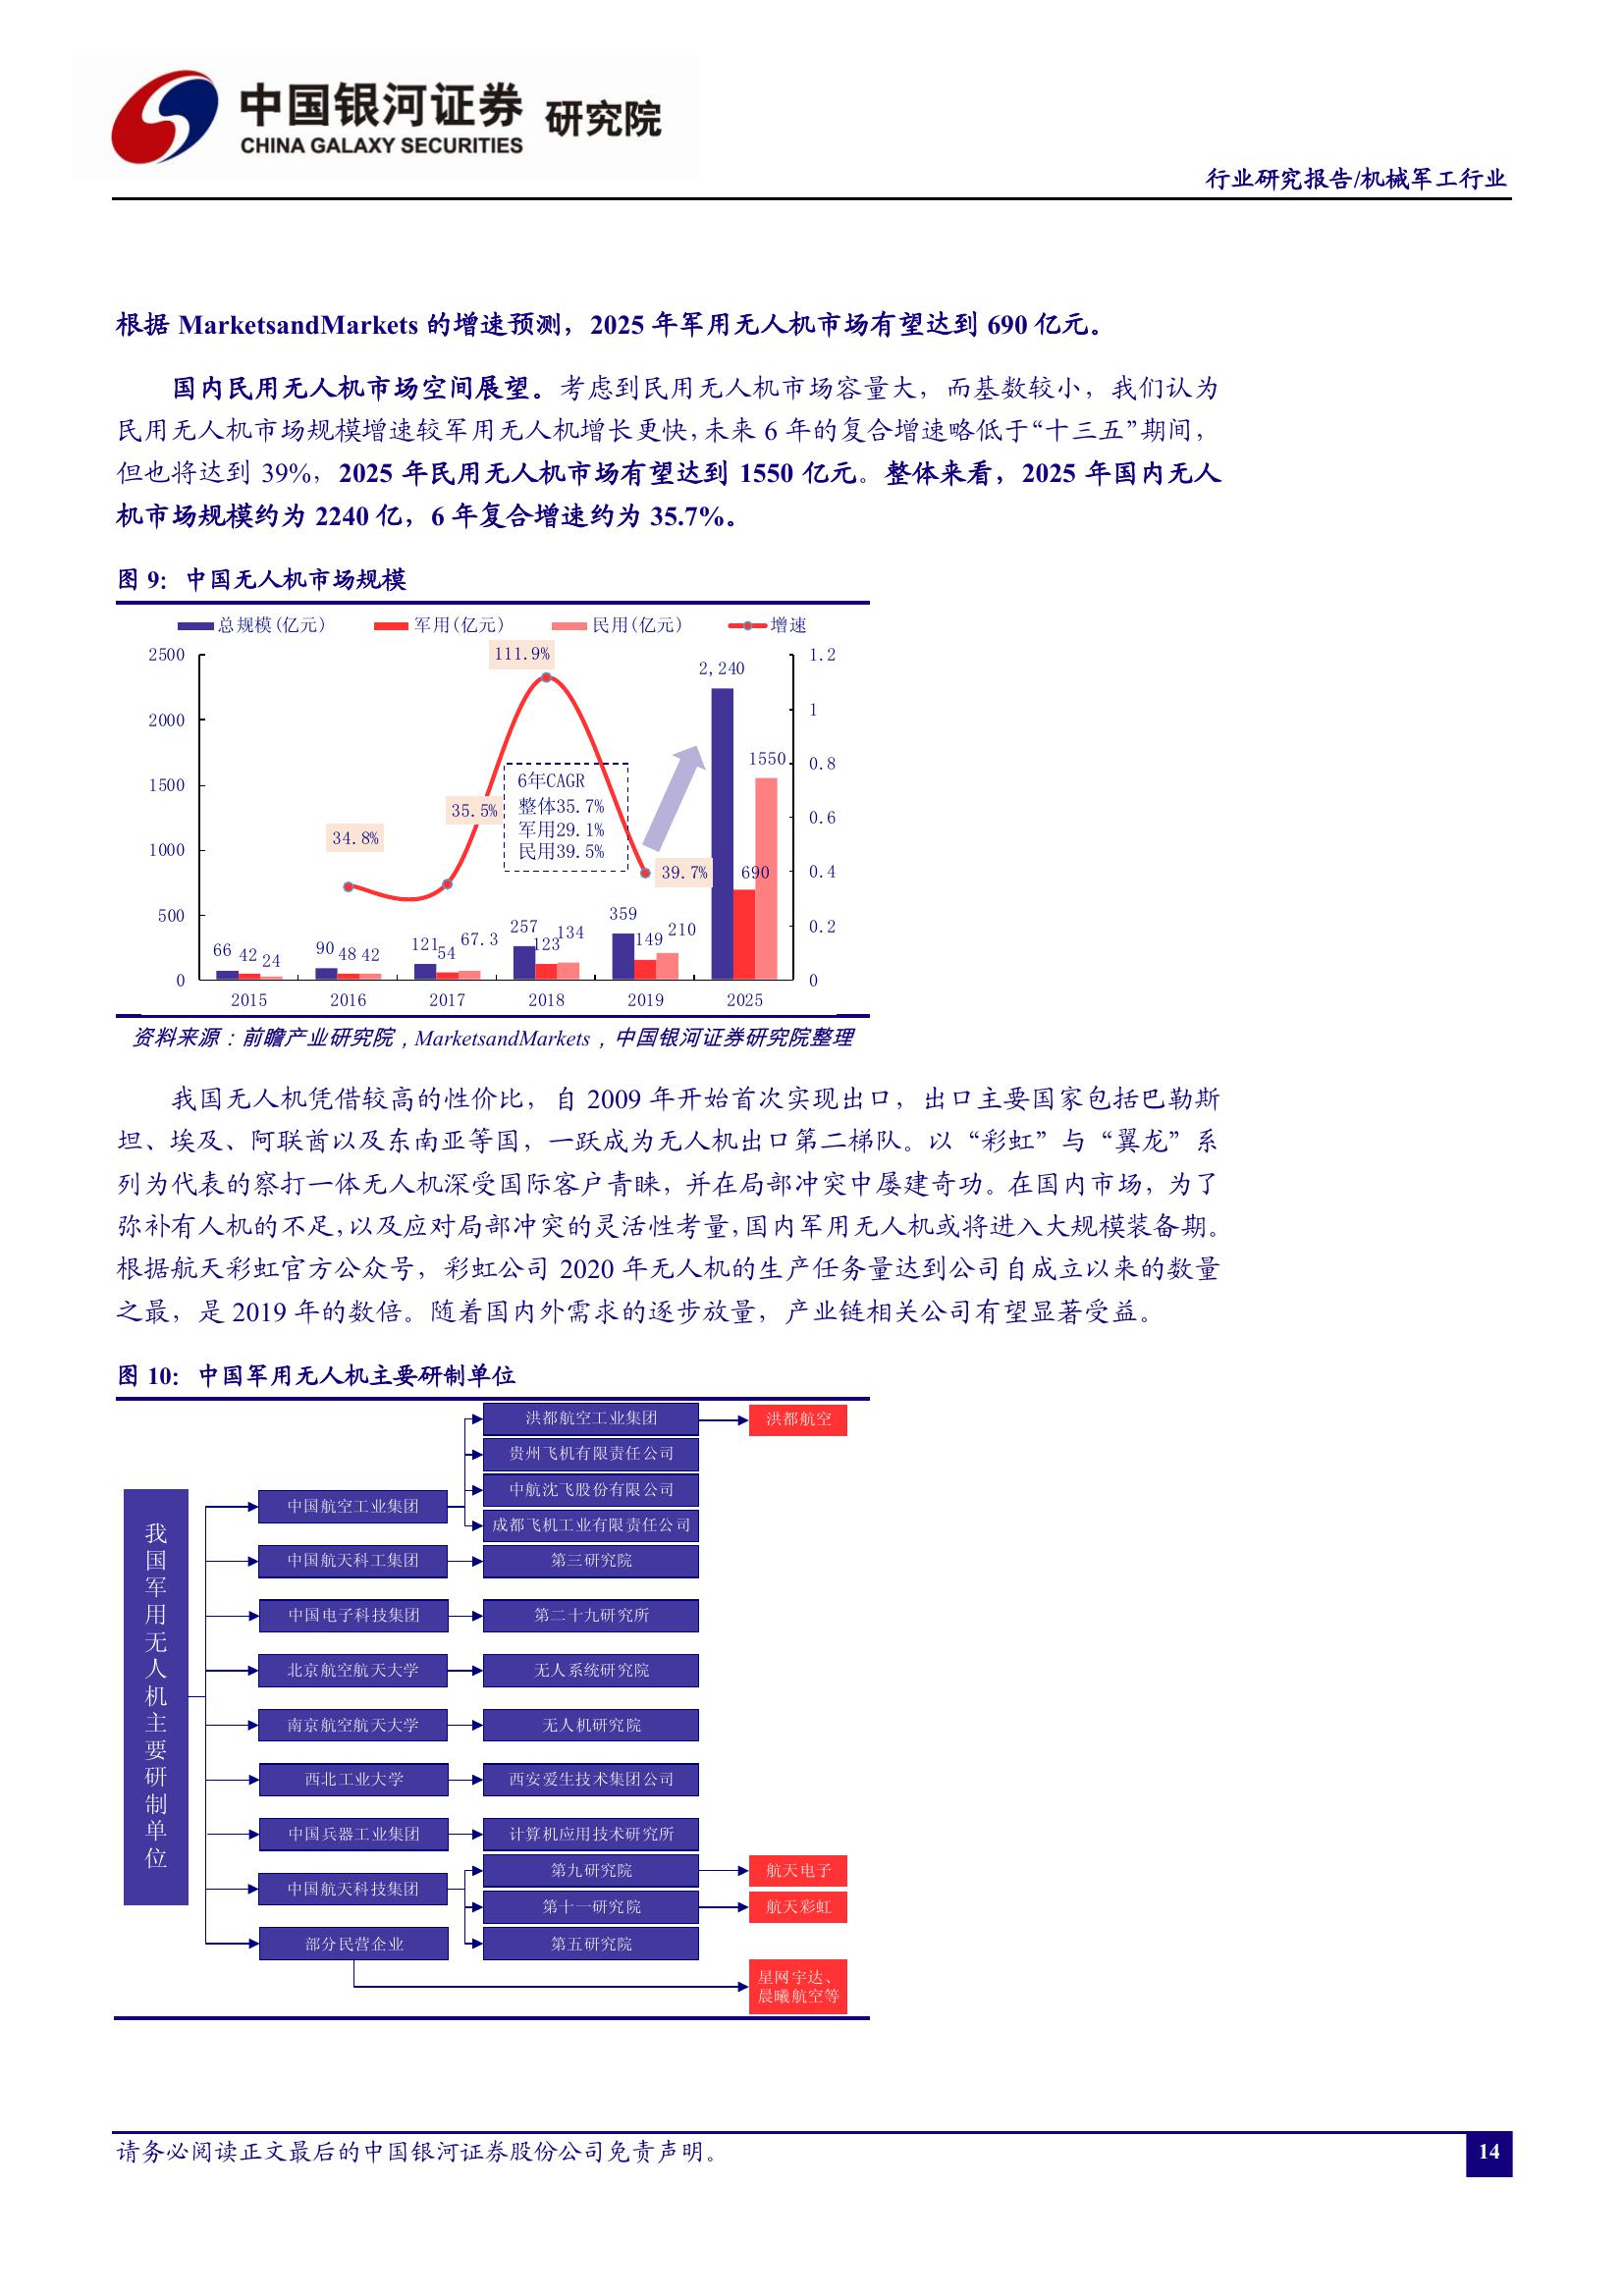 中国银河证券 研究院
CHINA GALAXY SECURITIES
行业研究报告/机械军工行业
根据 MarketsandMarkets 的增速预测，2025 年军用无人机市场有望达到 690 亿元。
国内民用无人机市场空间展望。考虑到民用无人机市场容量大，而基数较小，我们认为
民用无人机市场规模增速较军用无人机增长更快，未来 6 年的复合增速略低于“十三五”期间，
但也将达到 39%，2025 年民用无人机市场有望达到 1550 亿元。整体来看，2025 年国内无人
机市场规模约为 2240 亿，6 年复合增速约为 35.7%。
图 9：中国无人机市场规模
总规模(亿元) 军用(亿元) 民用(亿元) 增速
2500
2000
1500
1000
500
0
1.2
1
0.8
0.6
0.4
0.2
0
34.8%
35.5%
111.9%
39.7%
6年CAGR
整体35.7%
军用29.1%
民用39.5%
66 42 24
90 48 42
121 54 67.3
257 123 134
359 149 210
2,240 690 1550
2015 2016 2017 2018 2019 2025
资料来源：前瞻产业研究院，MarketsandMarkets，中国银河证券研究院整理
我国无人机凭借较高的性价比，自 2009 年开始首次实现出口，出口主要国家包括巴勒斯
坦、埃及、阿联酋以及东南亚等国，一跃成为无人机出口第二梯队。以“彩虹”与“翼龙”系
列为代表的察打一体无人机深受国际客户青睐，并在局部冲突中屡建奇功。在国内市场，为了
弥补有人机的不足，以及应对局部冲突的灵活性考量，国内军用无人机或将进入大规模装备期。
根据航天彩虹官方公众号，彩虹公司 2020 年无人机的生产任务量达到公司自成立以来的数量
之最，是 2019 年的数倍。随着国内外需求的逐步放量，产业链相关公司有望显著受益。
图 10：中国军用无人机主要研制单位
我国军用无人机主要研制单位
中国航空工业集团
洪都航空工业集团
洪都航空
贵州飞机有限责任公司
中航沈飞股份有限公司
成都飞机工业有限责任公司
中国航天科工集团
第三研究院
中国电子科技集团
第二十九研究所
北京航空航天大学
无人系统研究院
南京航空航天大学
无人机研究院
西北工业大学
西安爱生技术集团公司
中国兵器工业集团
计算机应用技术研究所
中国航天科技集团
第九研究院
航天电子
第十一研究院
航天彩虹
第五研究院
部分民营企业
星网宇达、
晨曦航空等
请务必阅读正文最后的中国银河证券股份公司免责声明。
14